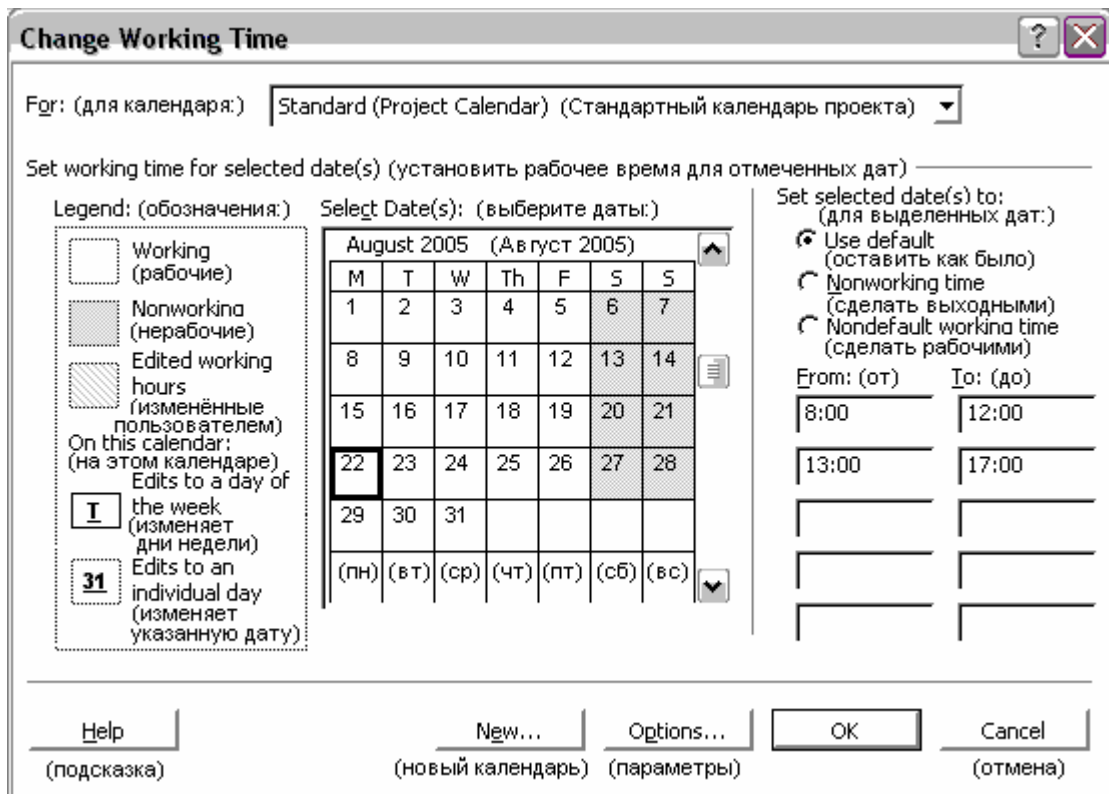 Change Working Time
For: (для календаря:) Standard (Project Calendar) (Стандартный календарь проекта)
Set working time for selected date(s) (установить рабочее время для отмеченных дат)
Legend: (обозначения:)
Working
(рабочие)
Nonworking
(нерабочие)
Edited working
hours
(изменённые
пользователем)
On this calendar:
(на этом календаре)
Edits to a day of
T the week
(изменяет
дни недели)
Edits to an
31 individual day
(изменяет
указанную дату)
Select Date(s): (выберите даты:)
August 2005 (Август 2005)
M T W Th F S S
1 2 3 4 5 6 7
8 9 10 11 12 13 14
15 16 17 18 19 20 21
22 23 24 25 26 27 28
29 30 31
(пн) (вт) (ср) (чт) (пт) (сб) (вс)
Set selected date(s) to:
(для выделенных дат:)
Use default
(оставить как было)
Nonworking time
(сделать выходными)
Nondefault working time
(сделать рабочими)
From: (от) To: (до)
8:00 12:00
13:00 17:00
Help New... Options... OK Cancel
(подсказка) (новый календарь) (параметры) (отмена)